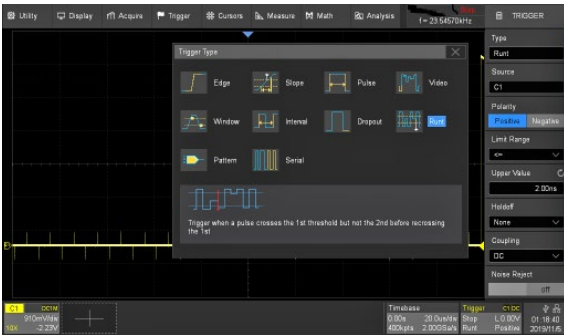 Utility Display Acquire Trigger Cursors Measure Math Analysis Stop TRIGGER
f = 23.54570kHz
Type
Runt
Source
C1
Polarity
Positive Negative
Limit Range
<=
Upper Value
2.00ns
Holdoff
None
Coupling
DC
Noise Reject
off
Trigger Type
Edge Slope Pulse Video
Window Interval Dropout Runt
Pattern Serial
Trigger when a pulse crosses the 1st threshold but not the 2nd before recrossing
the 1st
C1 DC1M
910mV/div
10X -2.23V
Timebase
0.00s 20.0us/div
400kpts 2.00GSa/s
Trigger C1 DC
Stop L 0.00V
Runt Positive
01:18:40
2019/11/5